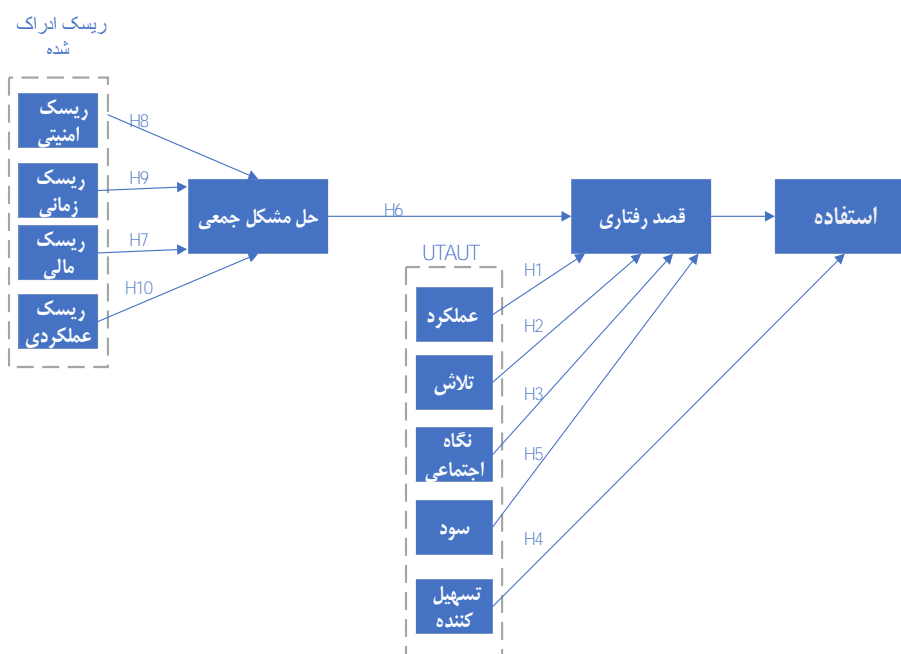 ریسک ادراک
شده
ریسک
امنیتی
H8
ریسک
زمانی
H9
ریسک
مالی
H7
ریسک
عملکردی
H10
حل مشکل جمعی
H6
قصد رفتاری
استفاده
UTAUT
عملکرد
H1
تلاش
H2
نگاه
اجتماعی
H3
سود
H5
تسهیل
کننده
H4